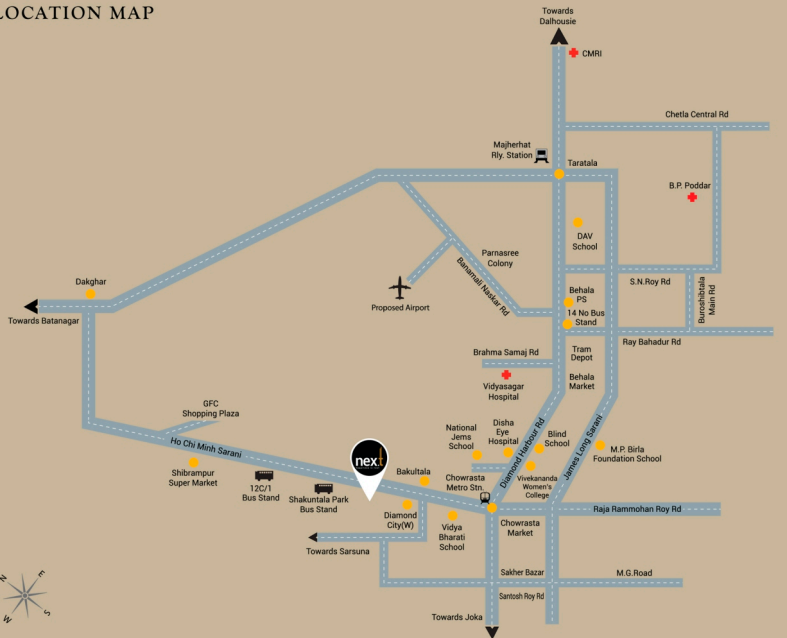 LOCATION MAP
Towards
Dalhousie
CMRI
Chetla Central Rd
Majherhat
Rly. Station
Taratala
B.P. Poddar
DAV
School
Parnasree
Colony
Banamali Naskar Rd
S.N.Roy Rd
Buroshibtala
Main Rd
Dakghar
Proposed Airport
Behala
PS
14 No Bus
Stand
Towards Batanagar
Ray Bahadur Rd
Brahma Samaj Rd
Tram
Depot
Vidyasagar
Hospital
Behala
Market
GFC
Shopping Plaza
Ho Chi Minh Sarani
National
Jems
School
Disha
Eye
Hospital
Diamond Harbour Rd
Blind
School
James Long Sarani
M.P. Birla
Foundation School
nex.t
Shibrampur
Super Market
12C/1
Bus Stand
Shakuntala Park
Bus Stand
Bakultala
Chowrasta
Metro Stn.
Vivekananda
Women's
College
Diamond
City(W)
Vidya
Bharati
School
Chowrasta
Market
Raja Rammohan Roy Rd
Towards Sarsuna
Sakher Bazar
M.G.Road
Santosh Roy Rd
Towards Joka
N
E
W
S